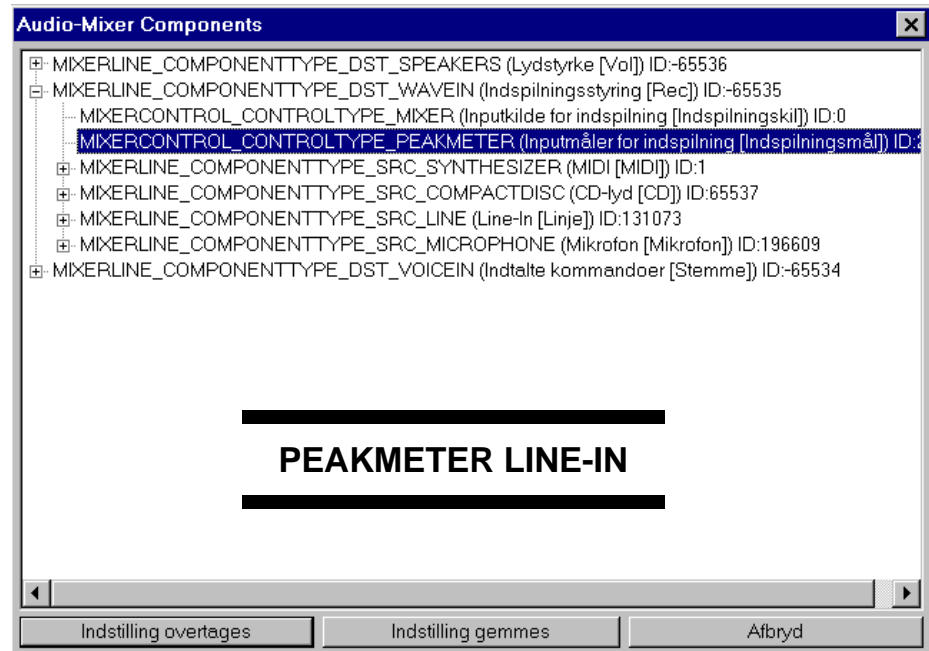 Audio-Mixer Components
MIXERLINE_COMPONENTTYPE_DST_SPEAKERS (Lydstyrke [Vol]) ID:-65536
MIXERLINE_COMPONENTTYPE_DST_WAVEIN (Indspilningsstyring [Rec]) ID:-65535
MIXERCONTROL_CONTROLTYPE_MIXER (Inputkilde for indspilning [Indspilningskil]) ID:0
MIXERCONTROL_CONTROLTYPE_PEAKMETER (Inputmåler for indspilning [Indspilningsmål]) ID:2
MIXERLINE_COMPONENTTYPE_SRC_SYNTHESIZER (MIDI [MIDI]) ID:1
MIXERLINE_COMPONENTTYPE_SRC_COMPACTDISC (CD-lyd [CD]) ID:65537
MIXERLINE_COMPONENTTYPE_SRC_LINE (Line-In [Linje]) ID:131073
MIXERLINE_COMPONENTTYPE_SRC_MICROPHONE (Mikrofon [Mikrofon]) ID:196609
MIXERLINE_COMPONENTTYPE_DST_VOICEIN (Indtalte kommandoer [Stemme]) ID:-65534
PEAKMETER LINE-IN
Indstilling overtages
Indstilling gemmes
Afbryd